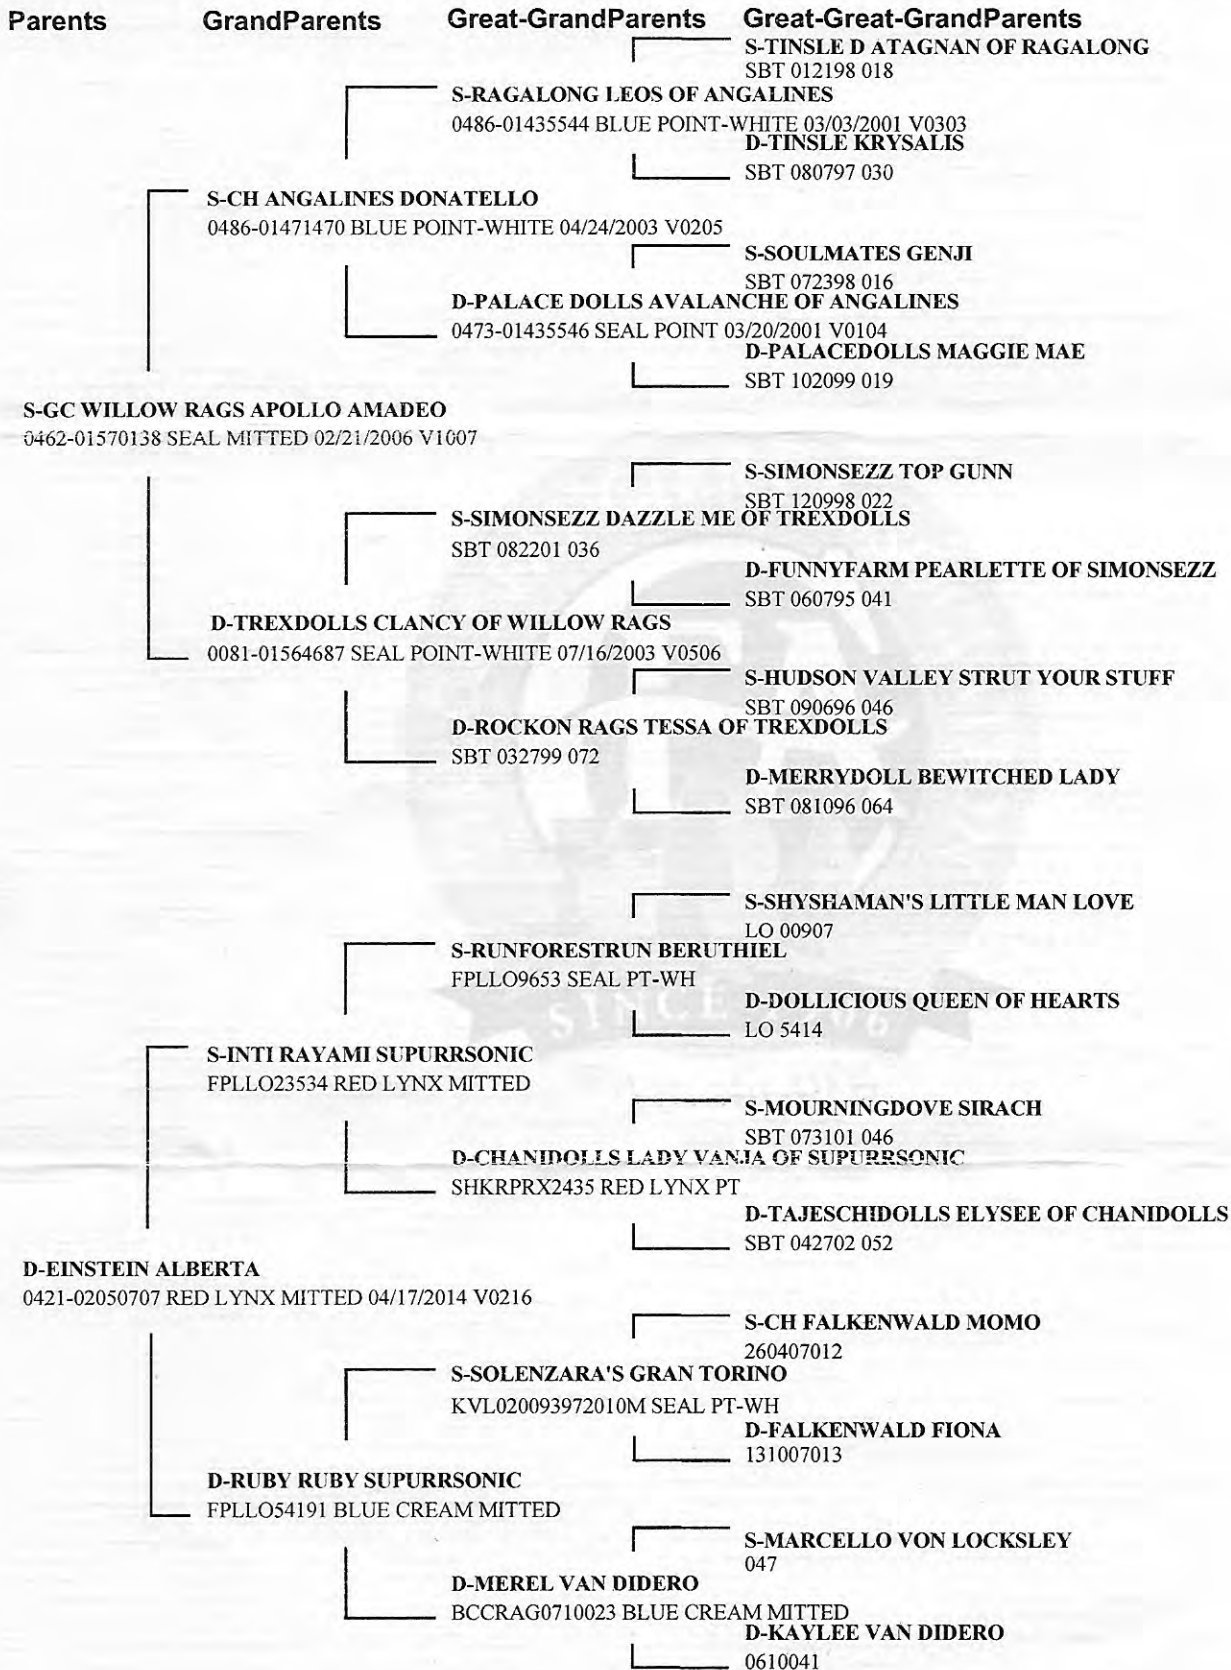 Parents GrandParents Great-GrandParents Great-Great-GrandParents
S-TINSLE D ATAGNAN OF RAGALONG
SBT 012198 018
S-RAGALONG LEOS OF ANGALINES
0486-01435544 BLUE POINT-WHITE 03/03/2001 V0303
D-TINSLE KRYSALIS
SBT 080797 030
S-CH ANGALINES DONATELLO
0486-01471470 BLUE POINT-WHITE 04/24/2003 V0205
S-SOULMATES GENJI
SBT 072398 016
D-PALACE DOLLS AVALANCHE OF ANGALINES
0473-01435546 SEAL POINT 03/20/2001 V0104
D-PALACEDOLLS MAGGIE MAE
SBT 102099 019
S-GC WILLOW RAGS APOLLO AMADEO
0462-01570138 SEAL MITTED 02/21/2006 V1007
S-SIMONSEZZ TOP GUNN
SBT 120998 022
S-SIMONSEZZ DAZZLE ME OF TREXDOLLS
SBT 082201 036
D-FUNNYFARM PEARLETTE OF SIMONSEZZ
SBT 060795 041
D-TREXDOLLS CLANCY OF WILLOW RAGS
0081-01564687 SEAL POINT-WHITE 07/16/2003 V0506
S-HUDSON VALLEY STRUT YOUR STUFF
SBT 090696 046
D-ROCKON RAGS TESSA OF TREXDOLLS
SBT 032799 072
D-MERRYDOLL BEWITCHED LADY
SBT 081096 064
S-SHYSHAMAN'S LITTLE MAN LOVE
LO 00907
S-RUNFORESTRUN BERUTHIEL
FPLLO9653 SEAL PT-WH
D-DOLLICIOUS QUEEN OF HEARTS
LO 5414
SINCE
S-INTI RAYAMI SUPURRSONIC
FPLLO23534 RED LYNX MITTED
S-MOURNINGDOVE SIRACH
SBT 073101 046
D-CHANIDOLLS LADY VANJA OF SUPURRSONIC
SHKRPRX2435 RED LYNX PT
D-TAJESCHIDOLLS ELYSEE OF CHANIDOLLS
SBT 042702 052
D-EINSTEIN ALBERTA
0421-02050707 RED LYNX MITTED 04/17/2014 V0216
S-CH FALKENWALD MOMO
260407012
S-SOLENZARA'S GRAN TORINO
KVL020093972010M SEAL PT-WH
D-FALKENWALD FIONA
131007013
D-RUBY RUBY SUPURRSONIC
FPLLO54191 BLUE CREAM MITTED
S-MARCELLO VON LOCKSLEY
047
D-MEREL VAN DIDERO
BCCRAG0710023 BLUE CREAM MITTED
D-KAYLEE VAN DIDERO
0610041